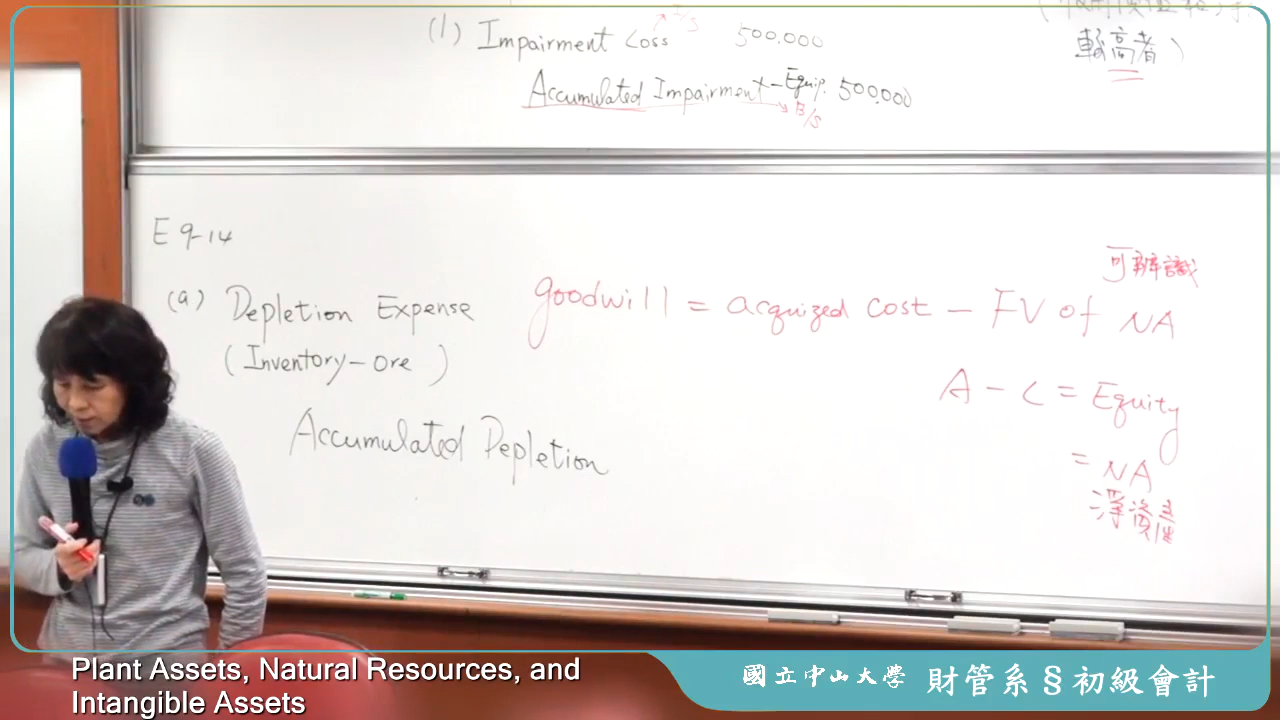 (1) Impairment Loss 500,000
較高者)
Accumulated Impairment - Equip. 500,000
B/S
E 9-14
可辨識
(a) Depletion Expense
goodwill = acquized cost - FV of NA
(Inventory - ore)
A - L = Equity
Accumulated Depletion
= NA
淨資產
Plant Assets, Natural Resources, and
Intangible Assets
國立中山大學 財管系§初級會計